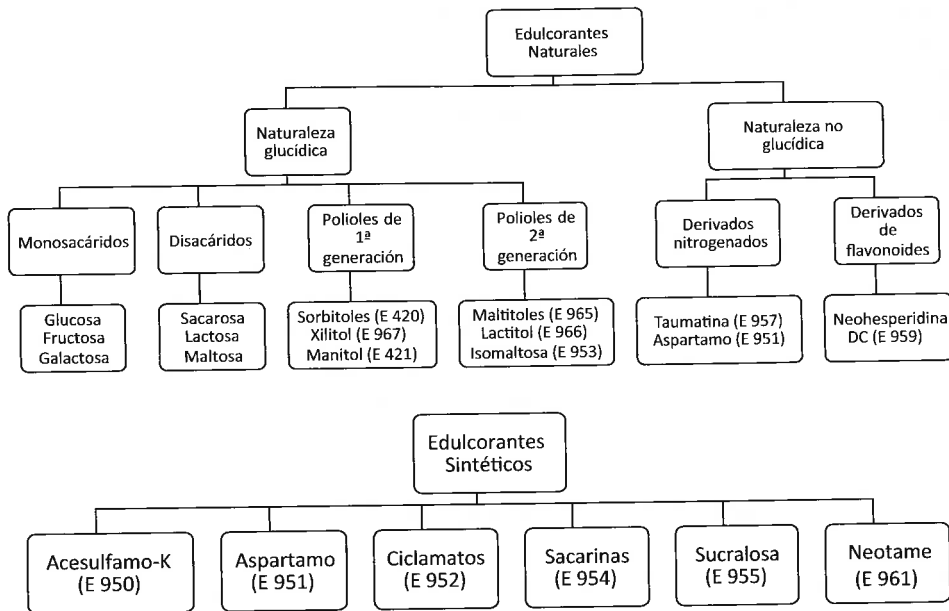 Edulcorantes
Naturales
Naturaleza
glucídica
Naturaleza no
glucídica
Monosacáridos
Disacáridos
Polioles de
1ª
generación
Polioles de
2ª
generación
Derivados
nitrogenados
Derivados
de
flavonoides
Glucosa
Fructosa
Galactosa
Sacarosa
Lactosa
Maltosa
Sorbitoles (E 420)
Xilitol (E 967)
Manitol (E 421)
Maltitoles (E 965)
Lactitol (E 966)
Isomaltosa (E 953)
Taumatina (E 957)
Aspartamo (E 951)
Neohesperidina
DC (E 959)
Edulcorantes
Sintéticos
Acesulfamo-K
(E 950)
Aspartamo
(E 951)
Ciclamatos
(E 952)
Sacarinas
(E 954)
Sucralosa
(E 955)
Neotame
(E 961)